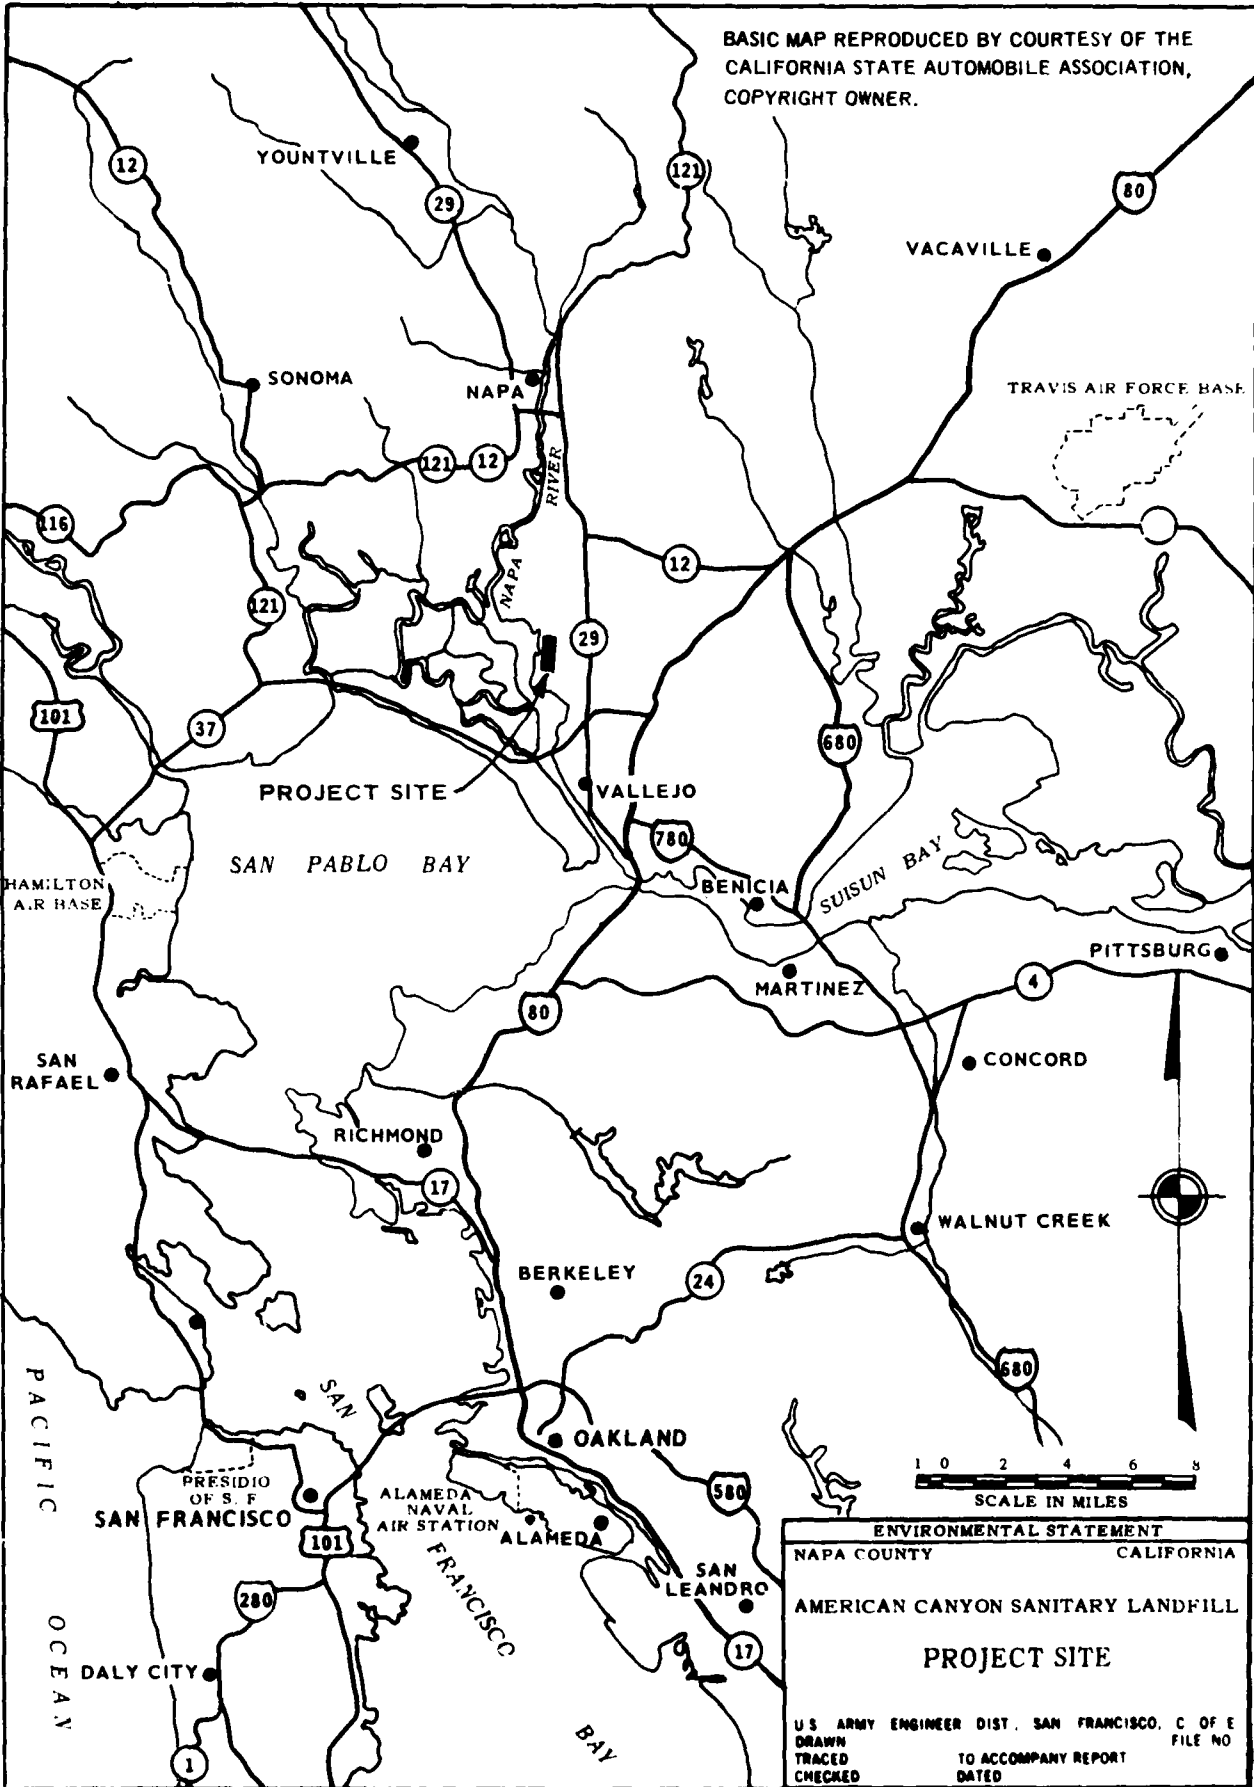 BASIC MAP REPRODUCED BY COURTESY OF THE
CALIFORNIA STATE AUTOMOBILE ASSOCIATION,
COPYRIGHT OWNER.
YOUNTVILLE
12
29
121
80
VACAVILLE
SONOMA
NAPA
TRAVIS AIR FORCE BASE
121
12
NAPA RIVER
116
12
121
29
101
37
680
PROJECT SITE
VALLEJO
780
SAN PABLO BAY
SUISUN BAY
HAMILTON
AIR BASE
BENICIA
PITTSBURG
MARTINEZ
4
80
SAN
RAFAEL
CONCORD
RICHMOND
17
WALNUT CREEK
BERKELEY
24
680
PACIFIC OCEAN
SAN FRANCISCO BAY
OAKLAND
1 0 2 4 6 8
SCALE IN MILES
PRESIDIO
OF S. F
SAN FRANCISCO
ALAMEDA
NAVAL
AIR STATION
ALAMEDA
580
101
280
SAN
LEANDRO
17
DALY CITY
1
ENVIRONMENTAL STATEMENT
NAPA COUNTY CALIFORNIA
AMERICAN CANYON SANITARY LANDFILL
PROJECT SITE
U S ARMY ENGINEER DIST, SAN FRANCISCO, C OF E
DRAWN FILE NO
TRACED TO ACCOMPANY REPORT
CHECKED DATED